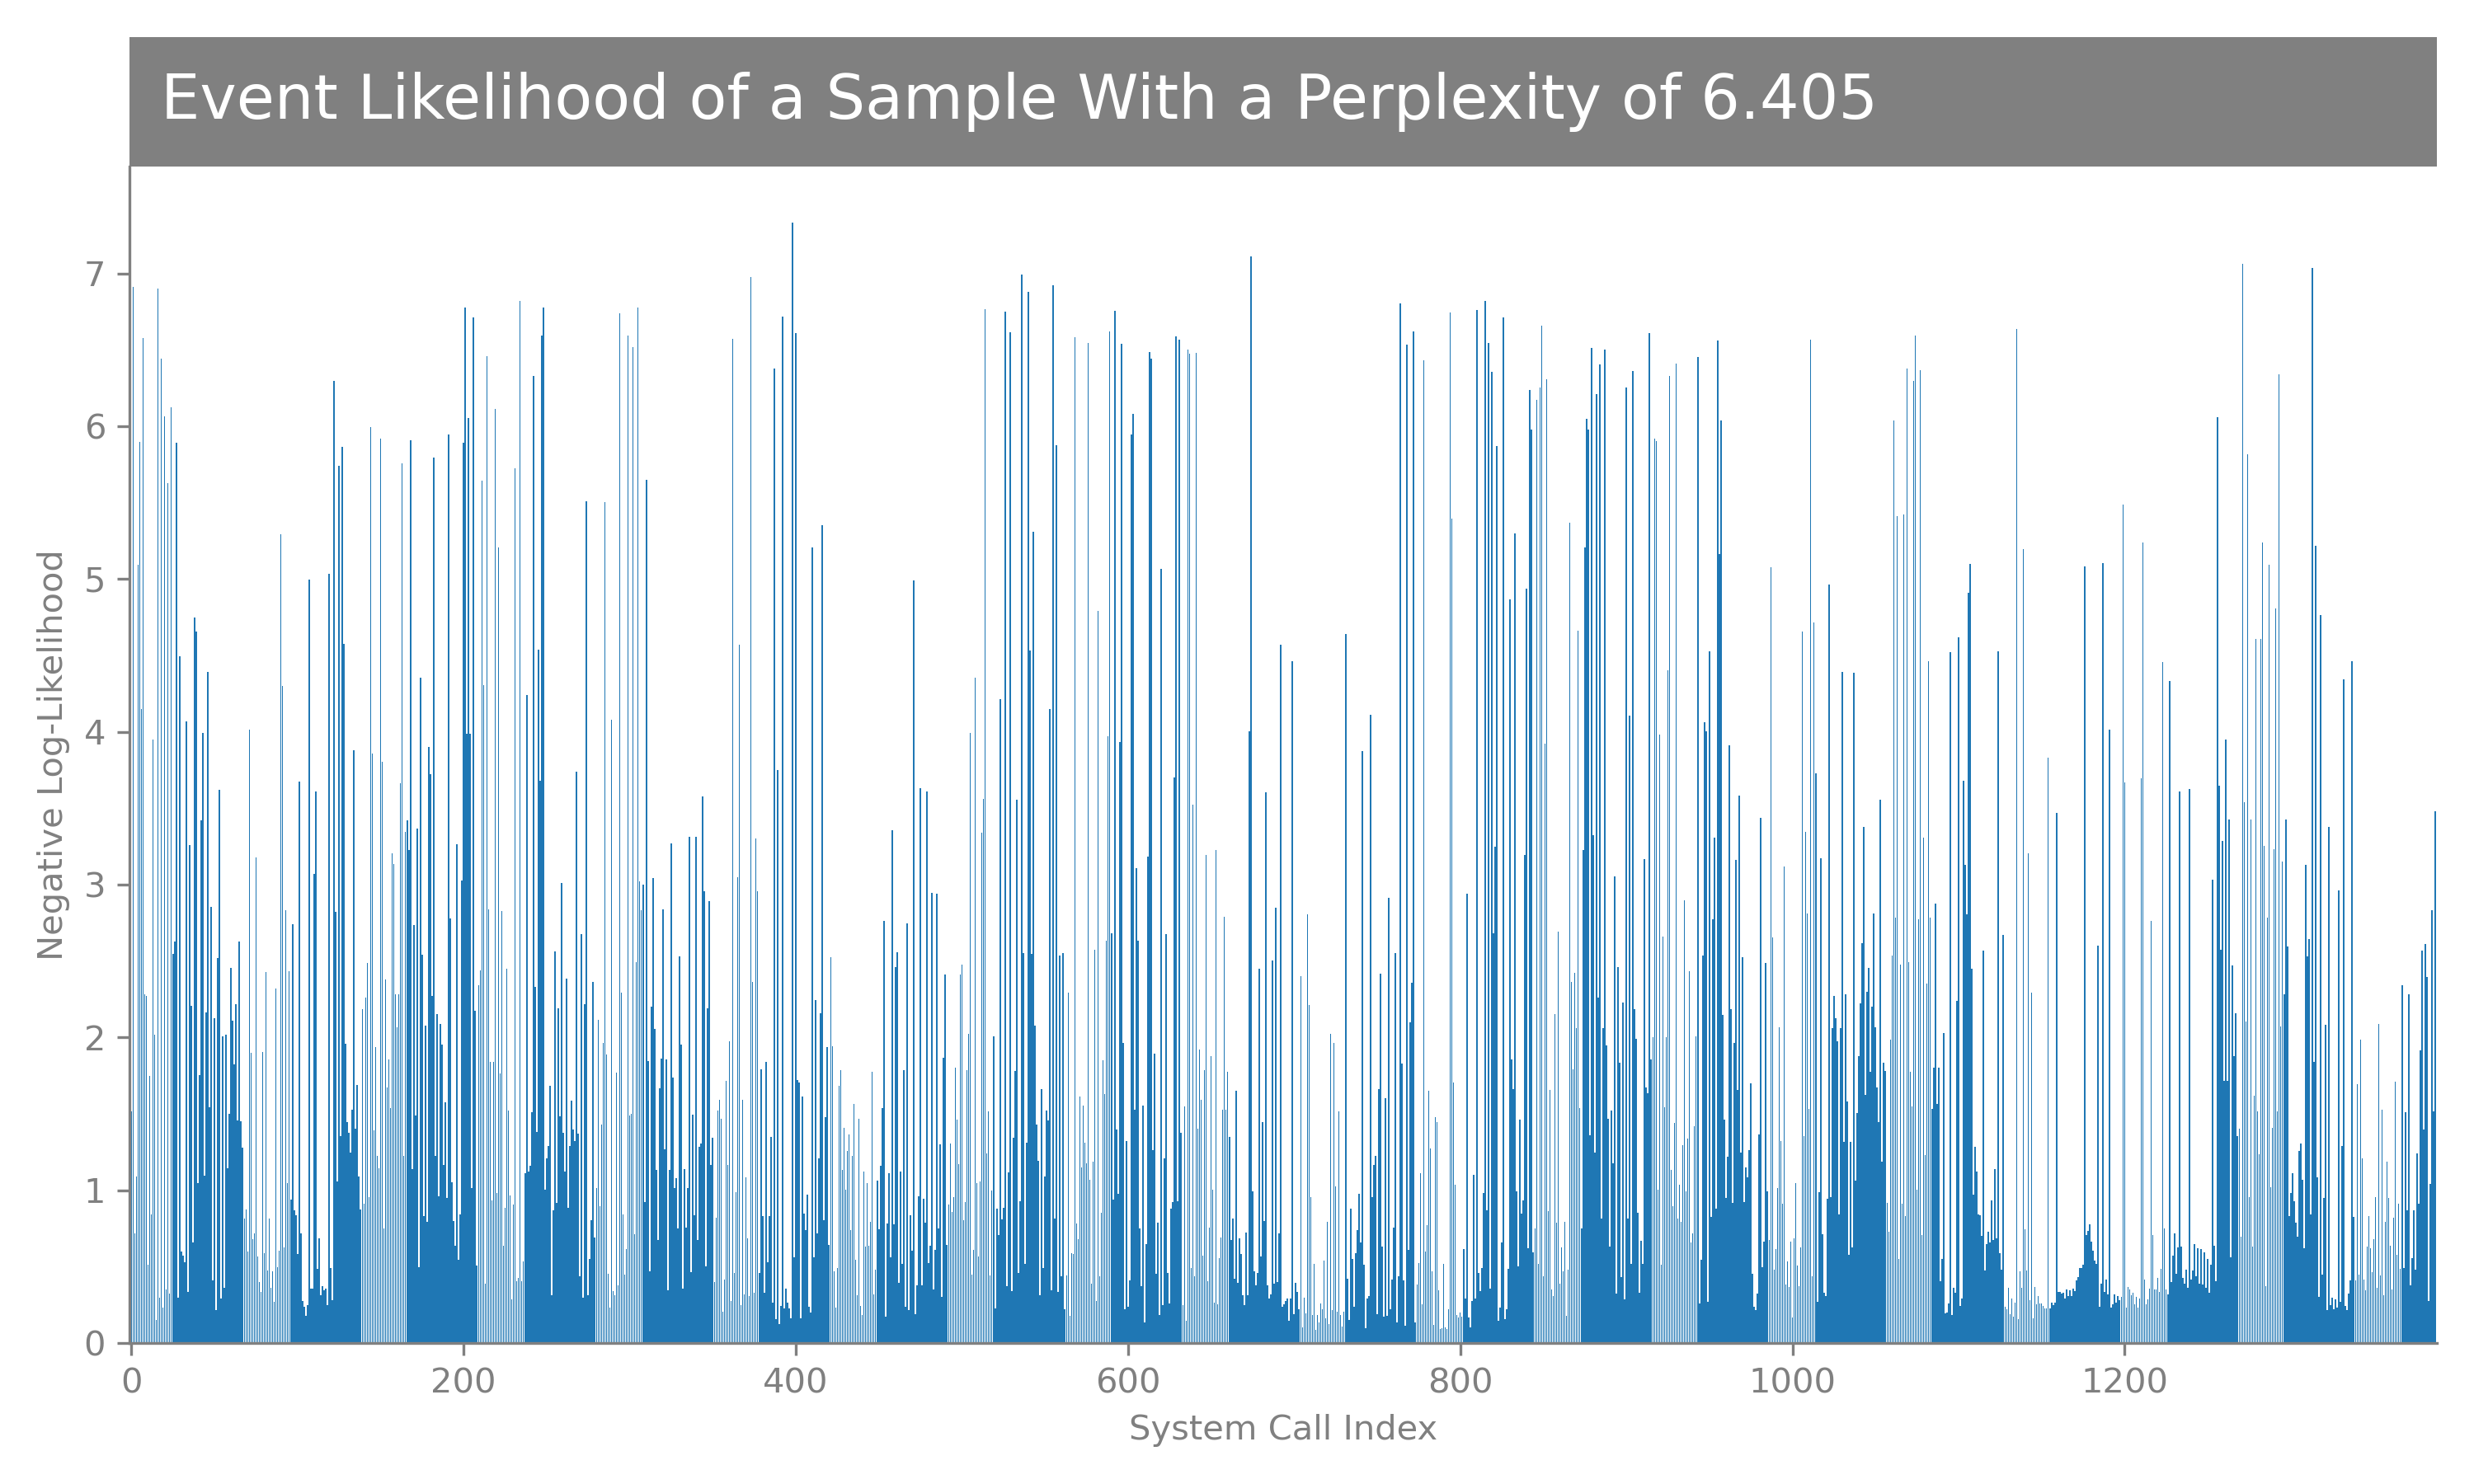 Event Likelihood of a Sample With a Perplexity of 6.405
7
6
5
4
3
2
1
0
Negative Log-Likelihood
0 200 400 600 800 1000 1200
System Call Index